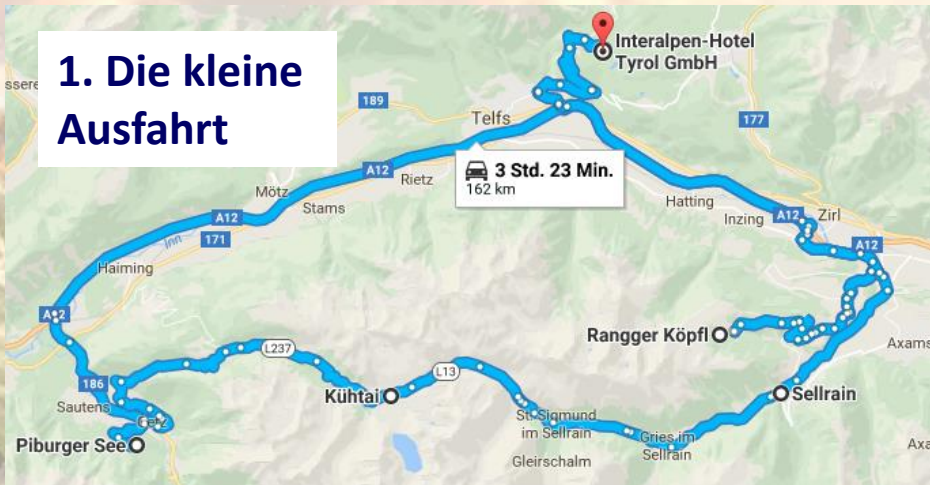 1. Die kleine
Ausfahrt
Interalpen-Hotel
Tyrol GmbH
189
177
Telfs
3 Std. 23 Min.
162 km
A12
Rietz
Mötz
Stams
Hatting
Inzing
A12
Zirl
A12
A12
171
Inn
Haiming
Rangger Köpfl
Axams
L237
L13
186
Kühtai
Sellrain
Sautens
St. Sigmund
im Sellrain
Gries im
Sellrain
Piburger See
Gleirschalm